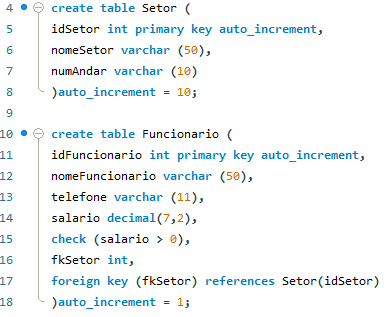 4 create table Setor (
5 idSetor int primary key auto_increment,
6 nomeSetor varchar (50),
7 numAndar varchar (10)
8 )auto_increment = 10;
9
10 create table Funcionario (
11 idFuncionario int primary key auto_increment,
12 nomeFuncionario varchar (50),
13 telefone varchar (11),
14 salario decimal(7,2),
15 check (salario > 0),
16 fkSetor int,
17 foreign key (fkSetor) references Setor(idSetor)
18 )auto_increment = 1;